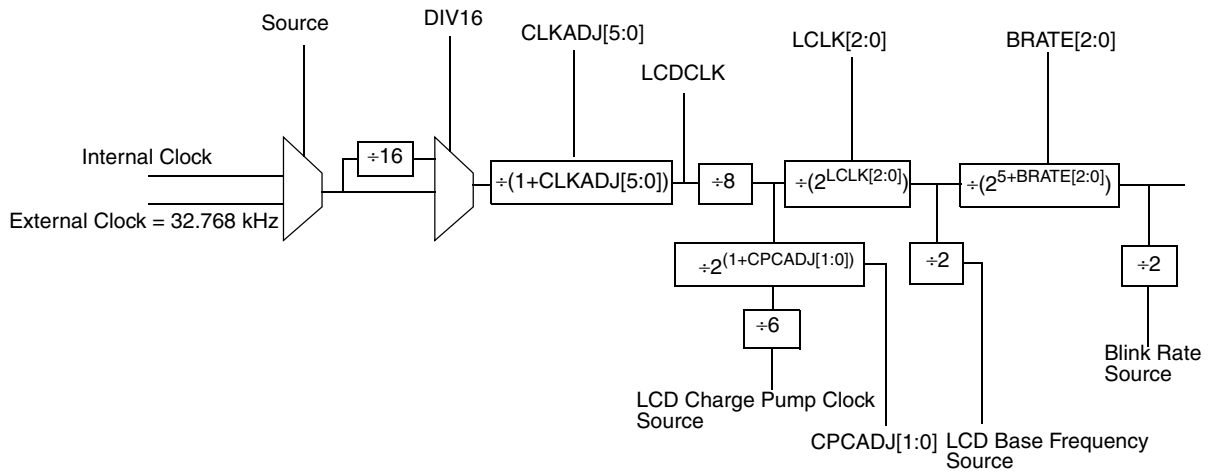 Source
DIV16
CLKADJ[5:0]
LCDCLK
LCLK[2:0]
BRATE[2:0]
Internal Clock
External Clock = 32.768 kHz
÷16
÷(1+CLKADJ[5:0])
÷8
÷(2^LCLK[2:0])
÷(2^5+BRATE[2:0])
÷2^(1+CPCADJ[1:0])
÷2
÷2
÷6
LCD Charge Pump Clock
Source
CPCADJ[1:0]
LCD Base Frequency
Source
Blink Rate
Source